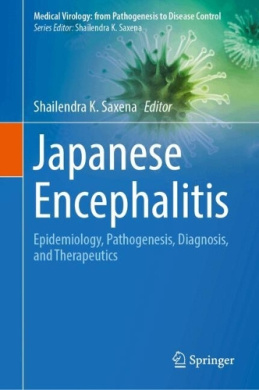 Medical Virology: from Pathogenesis to Disease Control
Series Editor: Shailendra K. Saxena
Shailendra K. Saxena Editor
Japanese
Encephalitis
Epidemiology, Pathogenesis, Diagnosis,
and Therapeutics
Springer